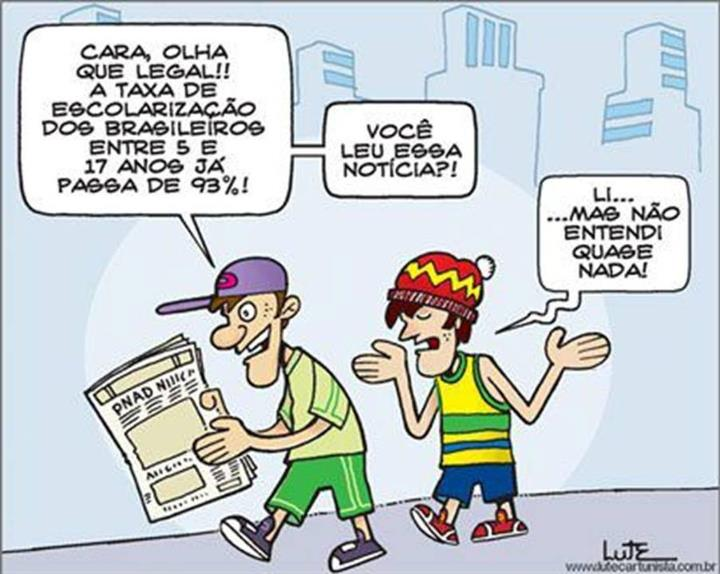 CARA, OLHA
QUE LEGAL!!
A TAXA DE
ESCOLARIZAÇÃO
DOS BRASILEIROS
ENTRE 5 E
17 ANOS JÁ
PASSA DE 93%!
VOCÊ
LEU ESSA
NOTÍCIA?!
LI...
...MAS NÃO
ENTENDI
QUASE
NADA!
PNAD
LUTE
www.lutecartunista.com.br